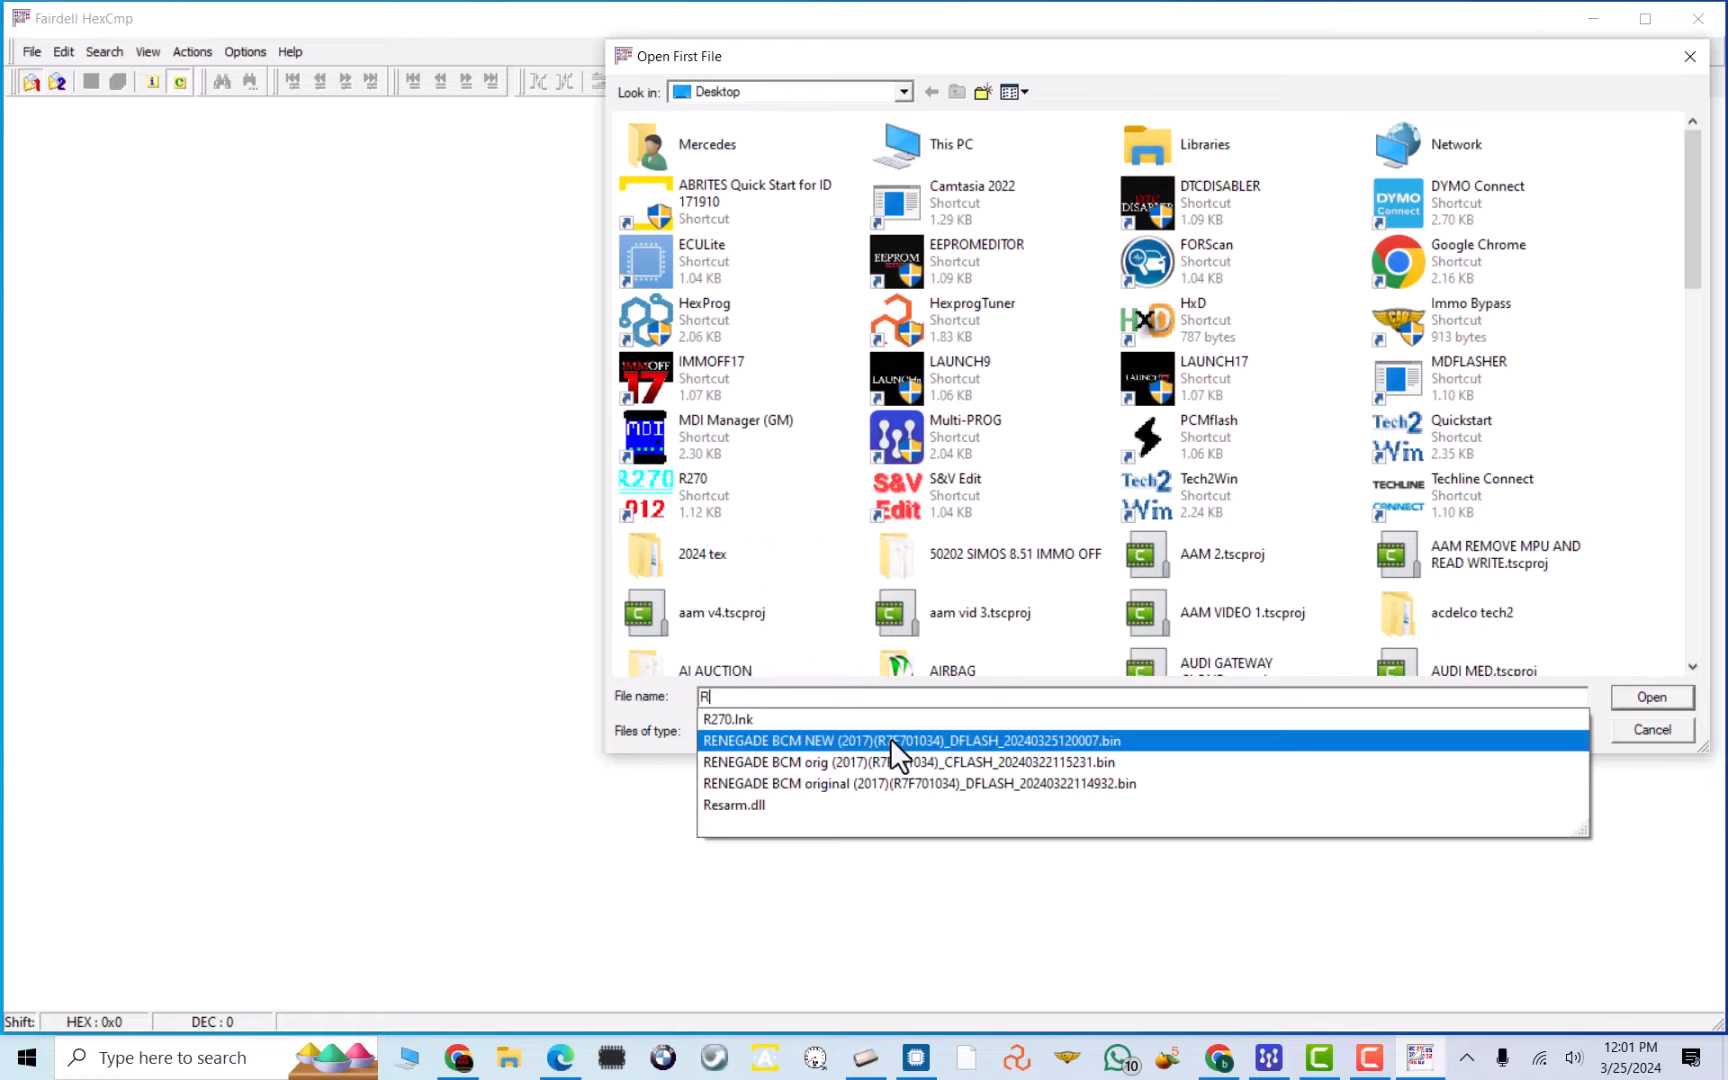 Fairdell HexCmp
File Edit Search View Actions Options Help
Open First File
Look in: Desktop
Mercedes
This PC
Libraries
Network
ABRITES Quick Start for ID 171910
Shortcut
Camtasia 2022
Shortcut
1.29 KB
DTCDISABLER
Shortcut
1.09 KB
DYMO Connect
Shortcut
2.70 KB
ECULite
Shortcut
1.04 KB
EEPROMEDITOR
Shortcut
1.09 KB
FORScan
Shortcut
1.04 KB
Google Chrome
Shortcut
2.16 KB
HexProg
Shortcut
2.06 KB
HexprogTuner
Shortcut
1.83 KB
HxD
Shortcut
787 bytes
Immo Bypass
Shortcut
913 bytes
IMMOFF17
Shortcut
1.07 KB
LAUNCH9
Shortcut
1.06 KB
LAUNCH17
Shortcut
1.07 KB
MDFLASHER
Shortcut
1.10 KB
MDI Manager (GM)
Shortcut
2.30 KB
Multi-PROG
Shortcut
2.04 KB
PCMflash
Shortcut
1.06 KB
Quickstart
Shortcut
2.35 KB
R270
Shortcut
1.12 KB
S&V Edit
Shortcut
1.04 KB
Tech2Win
Shortcut
2.24 KB
Techline Connect
Shortcut
1.10 KB
2024 tex
50202 SIMOS 8.51 IMMO OFF
AAM 2.tscproj
AAM REMOVE MPU AND READ WRITE.tscproj
aam v4.tscproj
aam vid 3.tscproj
AAM VIDEO 1.tscproj
acdelco tech2
AI AUCTION
AIRBAG
AUDI GATEWAY
AUDI MED.tscproj
File name: R
Open
R270.lnk
Files of type:
Cancel
RENEGADE BCM NEW (2017)(R7F701034)_DFLASH_20240325120007.bin
RENEGADE BCM orig (2017)(R7F701034)_CFLASH_20240322115231.bin
RENEGADE BCM original (2017)(R7F701034)_DFLASH_20240322114932.bin
Resarm.dll
Shift: HEX : 0x0 DEC : 0
Type here to search
10
12:01 PM
3/25/2024